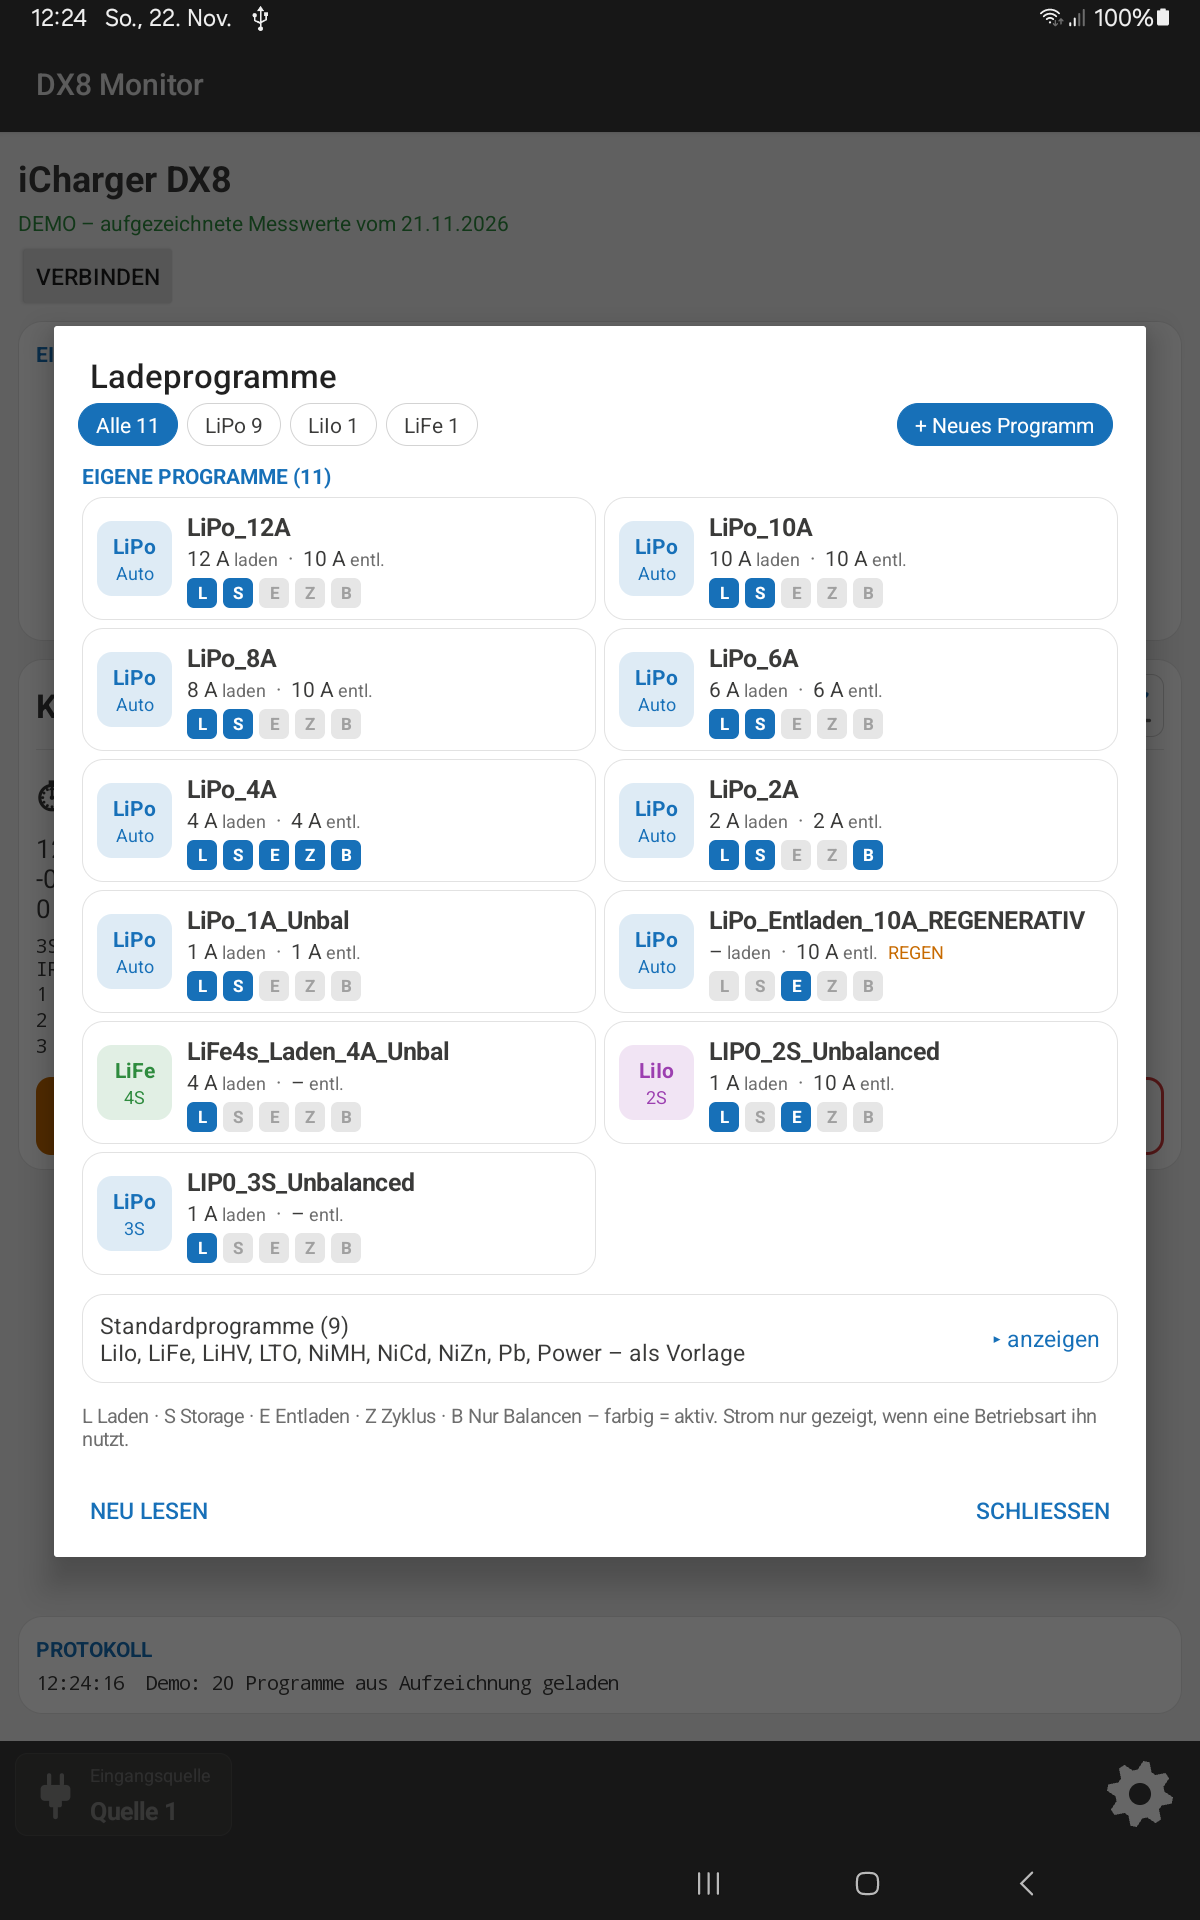 12:24 So., 22. Nov.
100%
DX8 Monitor
iCharger DX8
DEMO – aufgezeichnete Messwerte vom 21.11.2026
VERBINDEN
Ladeprogramme
Alle 11
LiPo 9
LiIo 1
LiFe 1
+ Neues Programm
EIGENE PROGRAMME (11)
LiPo
Auto
LiPo_12A
12 A laden · 10 A entl.
L S E Z B
LiPo
Auto
LiPo_10A
10 A laden · 10 A entl.
L S E Z B
LiPo
Auto
LiPo_8A
8 A laden · 10 A entl.
L S E Z B
LiPo
Auto
LiPo_6A
6 A laden · 6 A entl.
L S E Z B
LiPo
Auto
LiPo_4A
4 A laden · 4 A entl.
L S E Z B
LiPo
Auto
LiPo_2A
2 A laden · 2 A entl.
L S E Z B
LiPo
Auto
LiPo_1A_Unbal
1 A laden · 1 A entl.
L S E Z B
LiPo
Auto
LiPo_Entladen_10A_REGENERATIV
– laden · 10 A entl. REGEN
L S E Z B
LiFe
4S
LiFe4s_Laden_4A_Unbal
4 A laden · – entl.
L S E Z B
LiIo
2S
LIPO_2S_Unbalanced
1 A laden · 10 A entl.
L S E Z B
LiPo
3S
LIP0_3S_Unbalanced
1 A laden · – entl.
L S E Z B
Standardprogramme (9)
LiIo, LiFe, LiHV, LTO, NiMH, NiCd, NiZn, Pb, Power – als Vorlage
▸ anzeigen
L Laden · S Storage · E Entladen · Z Zyklus · B Nur Balancen – farbig = aktiv. Strom nur gezeigt, wenn eine Betriebsart ihn
nutzt.
NEU LESEN
SCHLIESSEN
PROTOKOLL
12:24:16 Demo: 20 Programme aus Aufzeichnung geladen
Eingangsquelle
Quelle 1